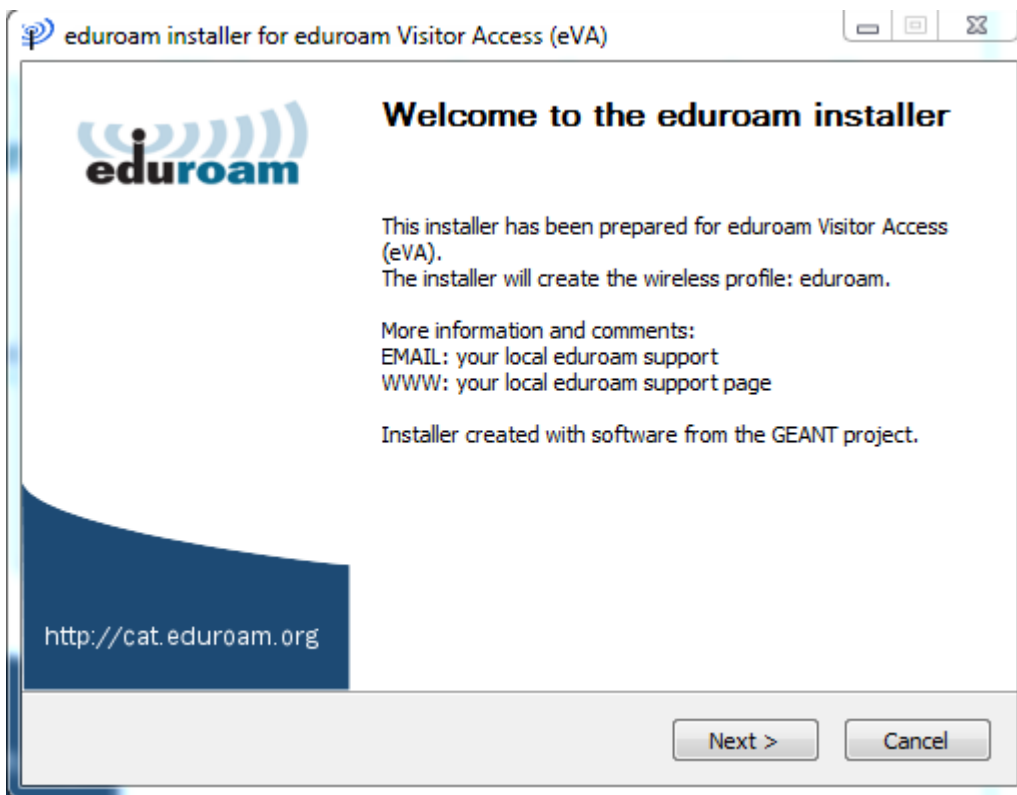 eduroam installer for eduroam Visitor Access (eVA)
eduroam
Welcome to the eduroam installer
This installer has been prepared for eduroam Visitor Access
(eVA).
The installer will create the wireless profile: eduroam.
More information and comments:
EMAIL: your local eduroam support
WWW: your local eduroam support page
Installer created with software from the GEANT project.
http://cat.eduroam.org
Next >
Cancel